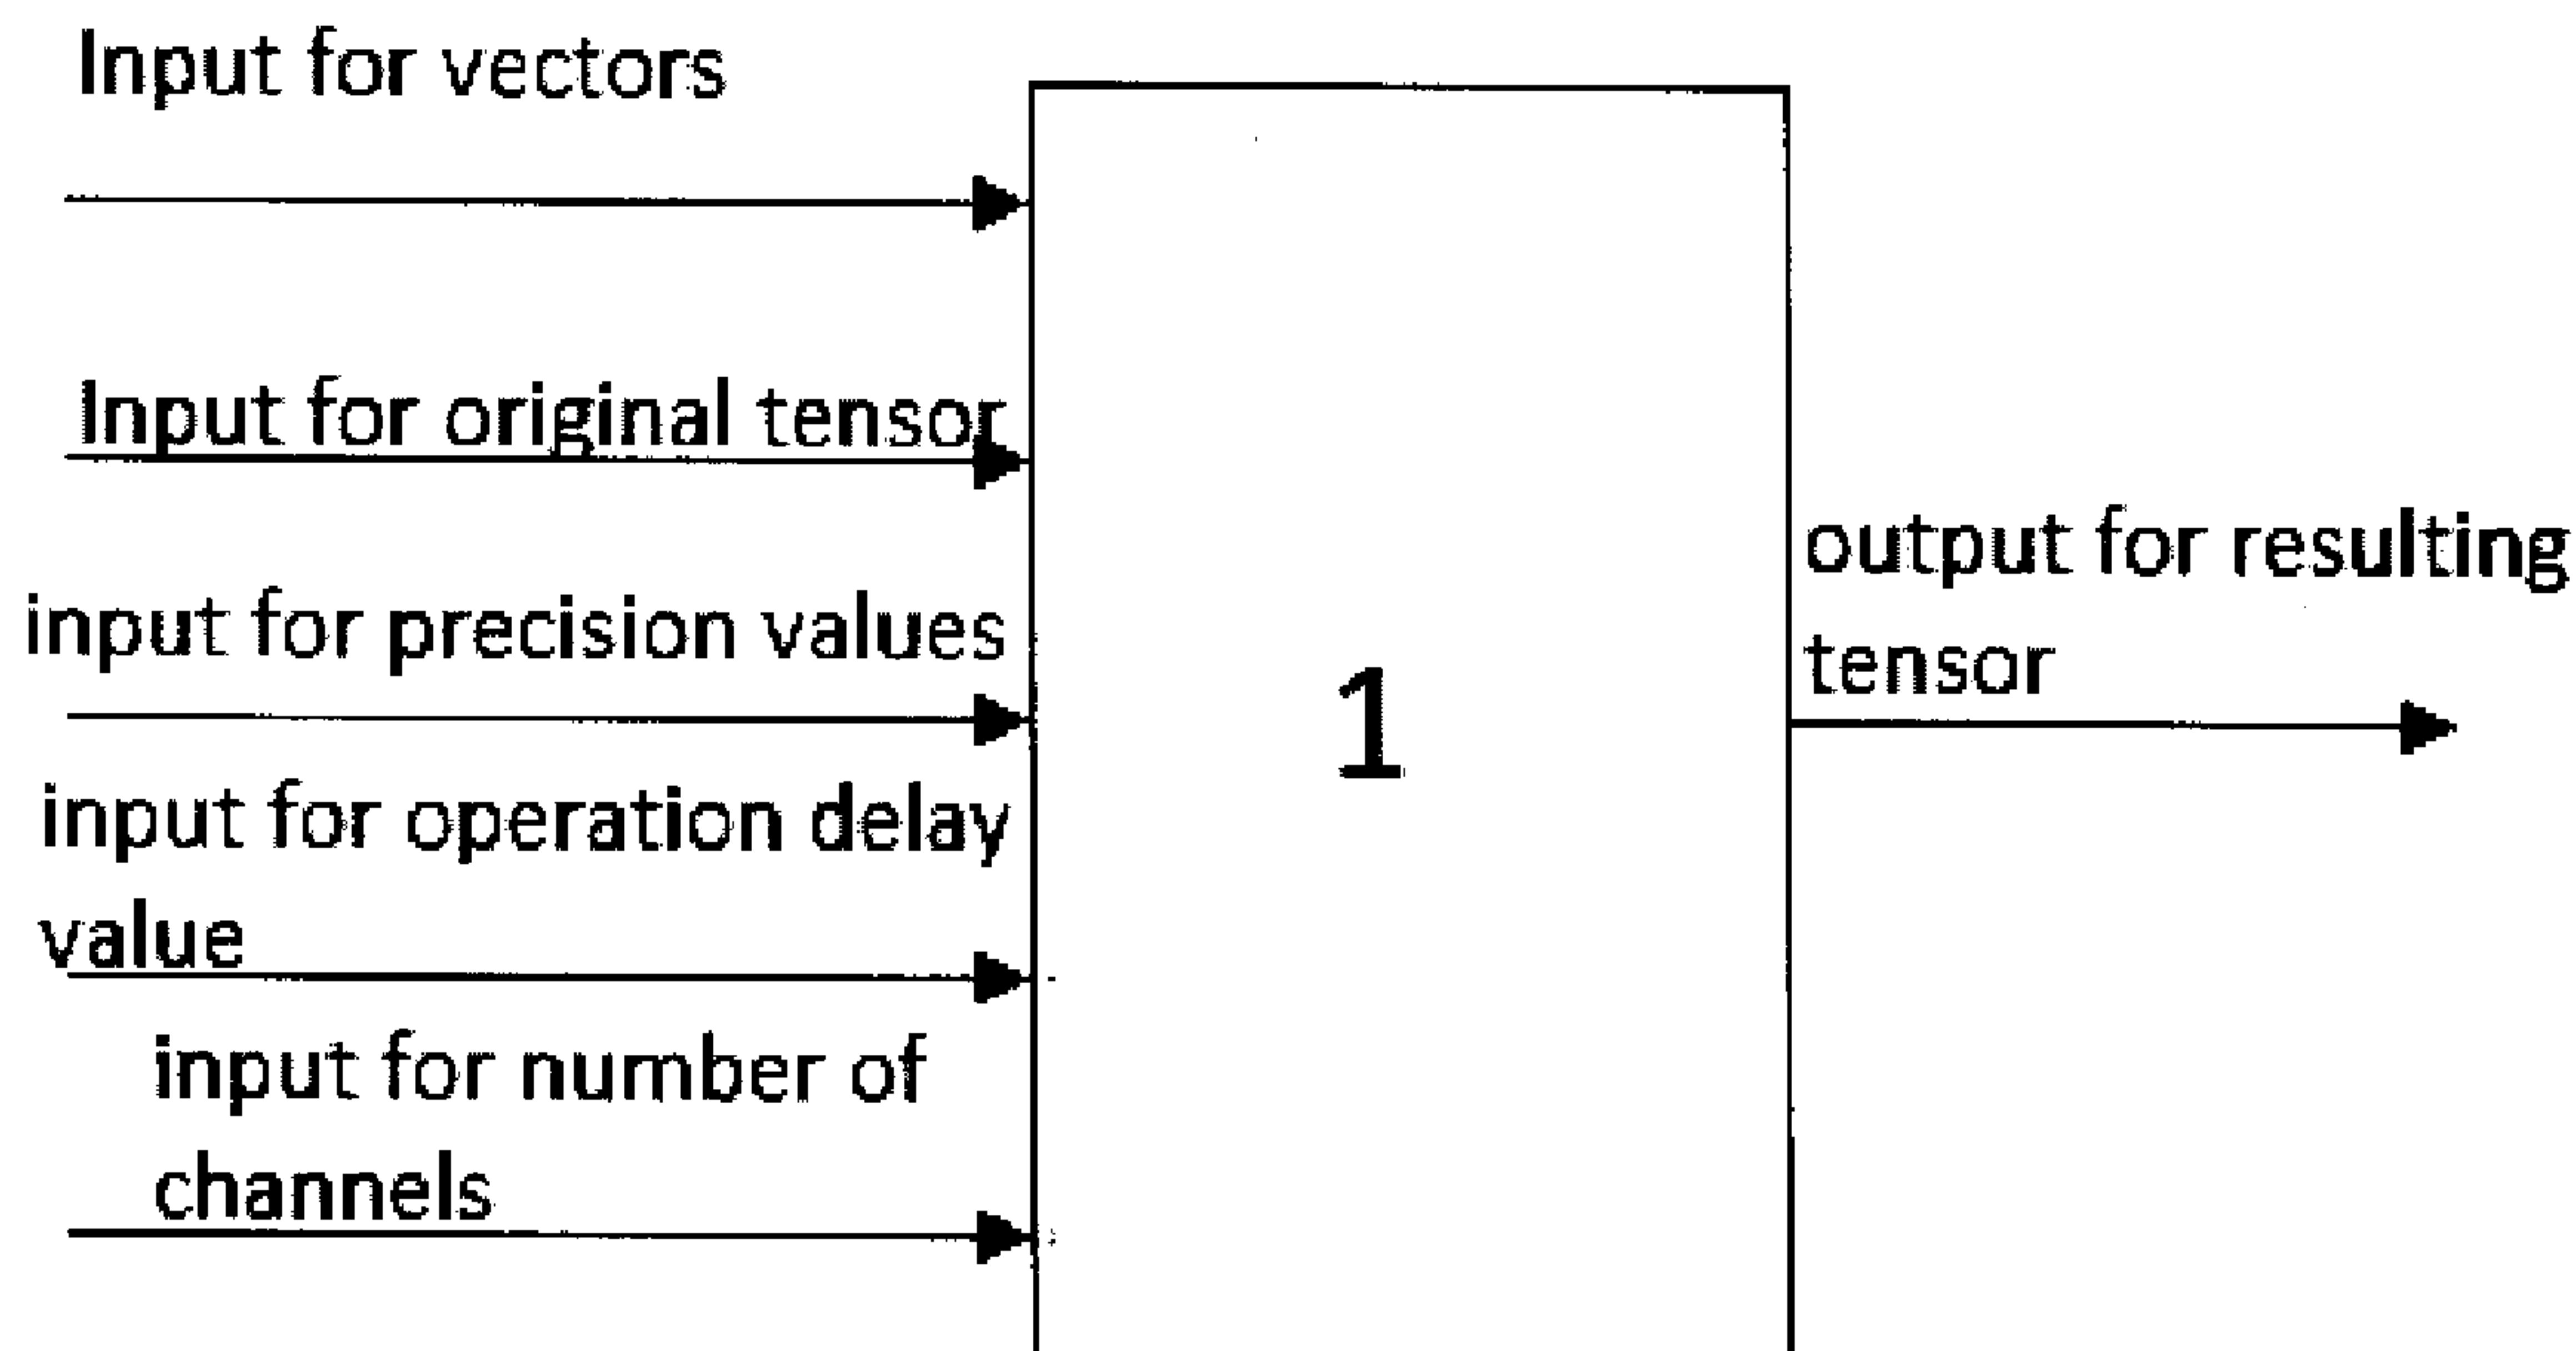 Input for vectors
Input for original tensor
input for precision values
input for operation delay
value
input for number of
channels
1
output for resulting
tensor